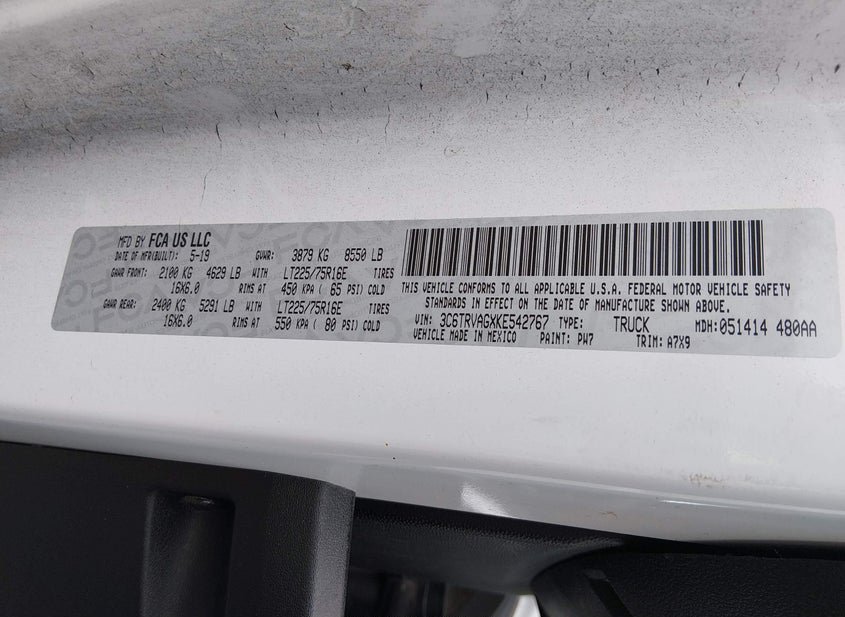 MFD BY FCA US LLC
DATE OF MFR(BUILT): 5-19 GVWR: 3879 KG 8550 LB
GAWR FRONT: 2100 KG 4629 LB WITH LT225/75R16E TIRES
16X6.0 RIMS AT 450 KPA ( 65 PSI) COLD
GAWR REAR: 2400 KG 5291 LB WITH LT225/75R16E TIRES
16X6.0 RIMS AT 550 KPA ( 80 PSI) COLD
THIS VEHICLE CONFORMS TO ALL APPLICABLE U.S.A. FEDERAL MOTOR VEHICLE SAFETY
STANDARDS IN EFFECT ON THE DATE OF MANUFACTURE SHOWN ABOVE.
VIN: 3C6TRVAGXKE542767 TYPE: TRUCK MDH:051414 480AA
VEHICLE MADE IN MEXICO PAINT: PW7 TRIM: A7X9